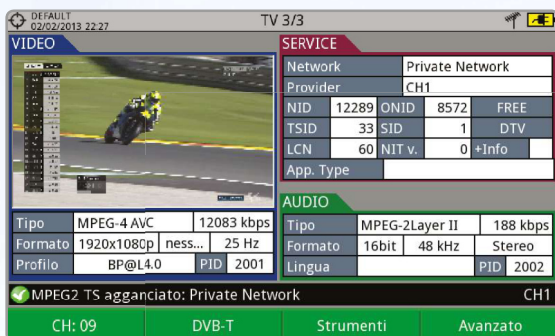 DEFAULT
02/02/2013 22:27
TV 3/3
VIDEO
Tipo MPEG-4 AVC 12083 kbps
Formato 1920x1080p ness... 25 Hz
Profilo BP@L4.0 PID 2001
SERVICE
Network Private Network
Provider CH1
NID 12289 ONID 8572 FREE
TSID 33 SID 1 DTV
LCN 60 NIT v. 0 +Info
App. Type
AUDIO
Tipo MPEG-2Layer II 188 kbps
Formato 16bit 48 kHz Stereo
Lingua PID 2002
MPEG2 TS agganciato: Private Network CH1
CH: 09 DVB-T Strumenti Avanzato